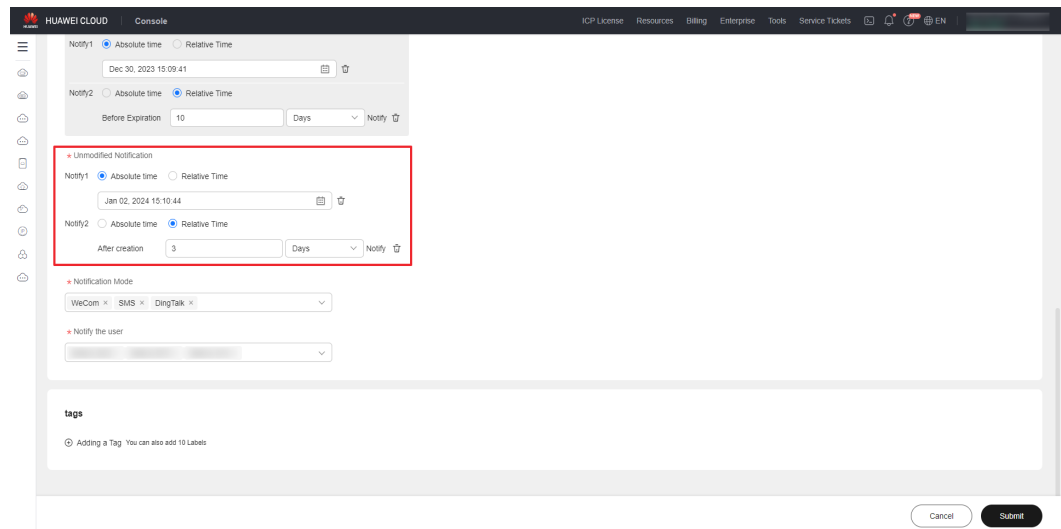 HUAWEI HUAWEI CLOUD Console ICP License Resources Billing Enterprise Tools Service Tickets NEW EN
Notify1 Absolute time Relative Time
Dec 30, 2023 15:09:41
Notify2 Absolute time Relative Time
Before Expiration 10 Days Notify
* Unmodified Notification
Notify1 Absolute time Relative Time
Jan 02, 2024 15:10:44
Notify2 Absolute time Relative Time
After creation 3 Days Notify
* Notification Mode
WeCom × SMS × DingTalk ×
* Notify the user
tags
Adding a Tag You can also add 10 Labels
Cancel Submit